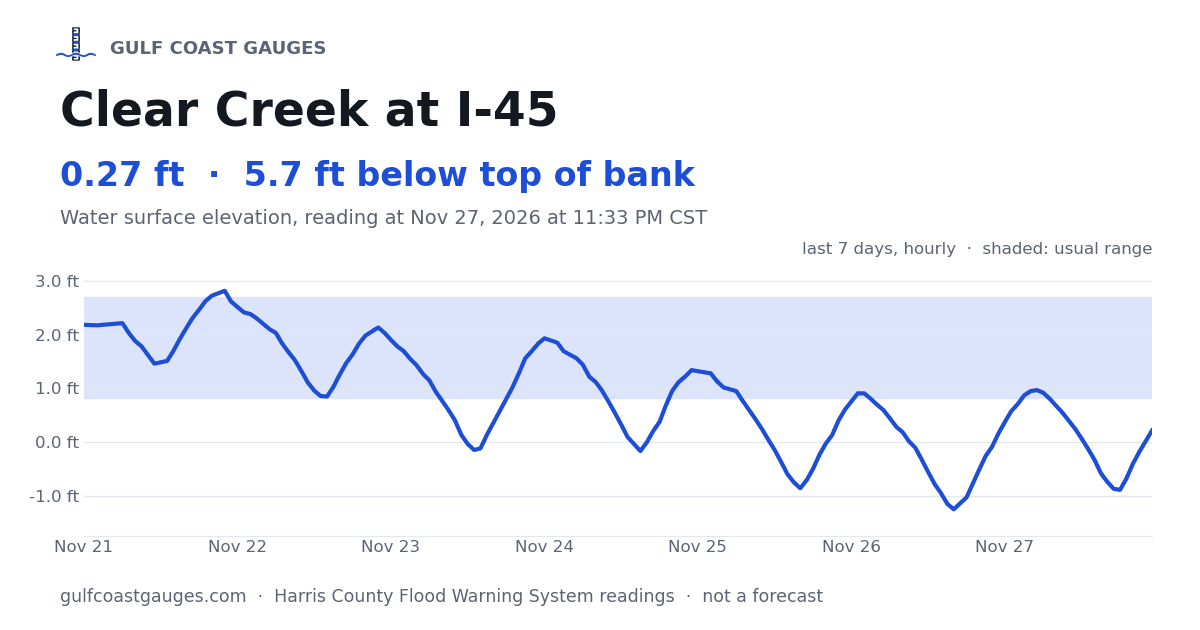 GULF COAST GAUGES
Clear Creek at I-45
0.27 ft · 5.7 ft below top of bank
Water surface elevation, reading at Nov 27, 2026 at 11:33 PM CST
last 7 days, hourly · shaded: usual range
3.0 ft
2.0 ft
1.0 ft
0.0 ft
-1.0 ft
Nov 21 Nov 22 Nov 23 Nov 24 Nov 25 Nov 26 Nov 27
gulfcoastgauges.com · Harris County Flood Warning System readings · not a forecast